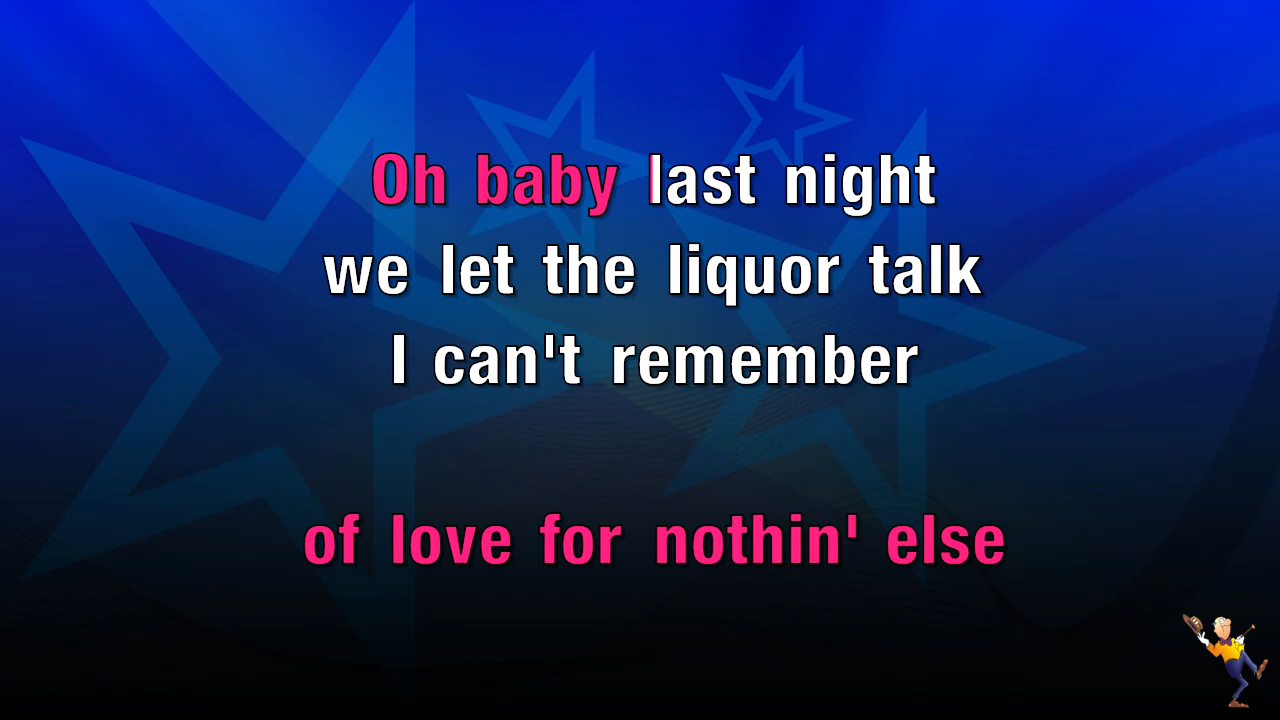 Oh baby last night
we let the liquor talk
I can't remember
of love for nothin' else